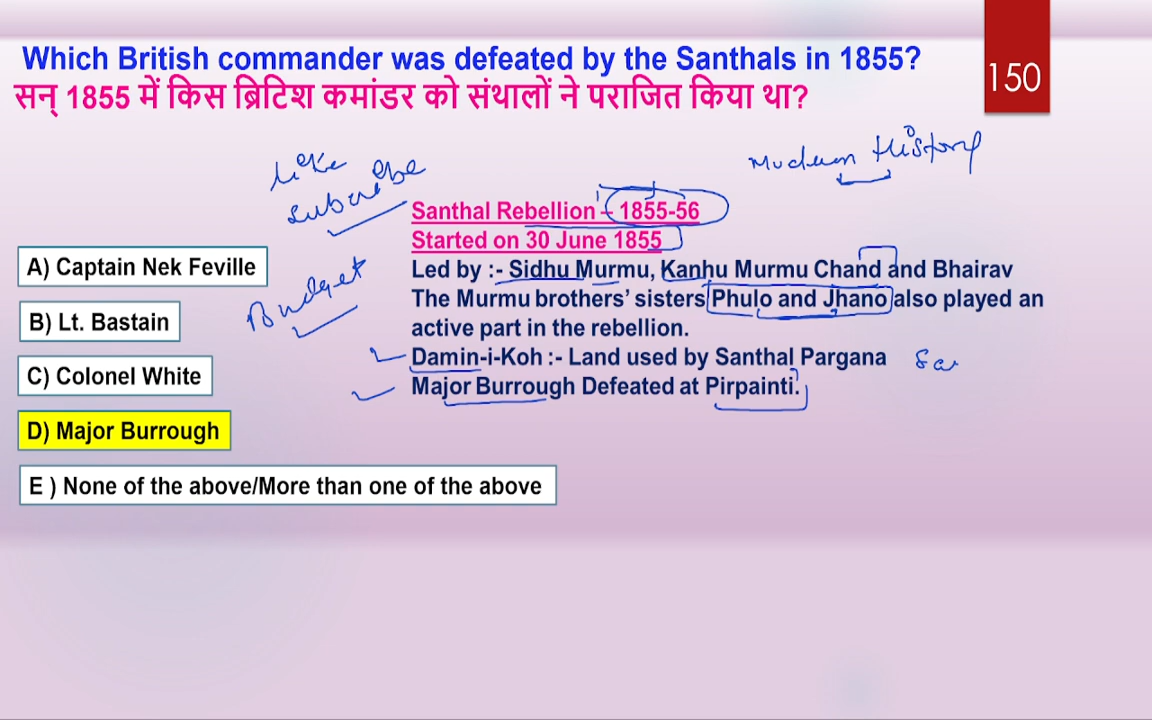 Which British commander was defeated by the Santhals in 1855?
सन् 1855 में किस ब्रिटिश कमांडर को संथालों ने पराजित किया था?
150
Modern History
Like
Subscribe
Santhal Rebellion – 1855-56
Started on 30 June 1855
Led by :- Sidhu Murmu, Kanhu Murmu Chand and Bhairav
The Murmu brothers’ sisters Phulo and Jhano also played an
active part in the rebellion.
Damin-i-Koh :- Land used by Santhal Pargana
Major Burrough Defeated at Pirpainti.
Budget
A) Captain Nek Feville
B) Lt. Bastain
C) Colonel White
D) Major Burrough
E ) None of the above/More than one of the above